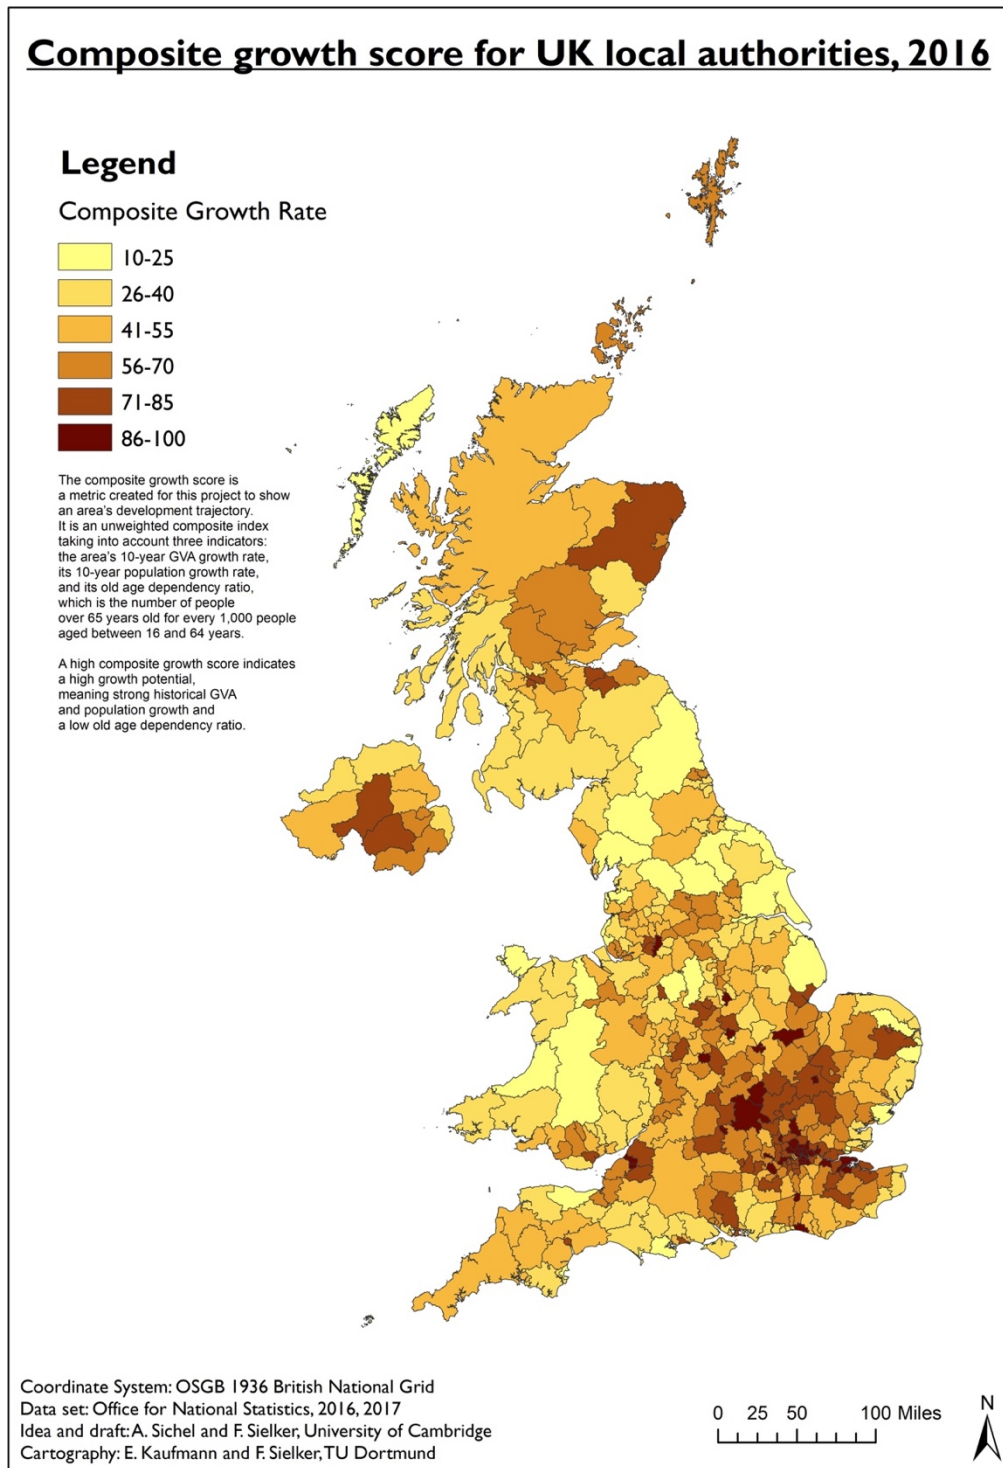 Composite growth score for UK local authorities, 2016
Legend
Composite Growth Rate
10-25
26-40
41-55
56-70
71-85
86-100
The composite growth score is
a metric created for this project to show
an area's development trajectory.
It is an unweighted composite index
taking into account three indicators:
the area's 10-year GVA growth rate,
its 10-year population growth rate,
and its old age dependency ratio,
which is the number of people
over 65 years old for every 1,000 people
aged between 16 and 64 years.
A high composite growth score indicates
a high growth potential,
meaning strong historical GVA
and population growth and
a low old age dependency ratio.
Coordinate System: OSGB 1936 British National Grid
Data set: Office for National Statistics, 2016, 2017
Idea and draft: A. Sichel and F. Sielker, University of Cambridge
Cartography: E. Kaufmann and F. Sielker, TU Dortmund
0 25 50 100 Miles
N